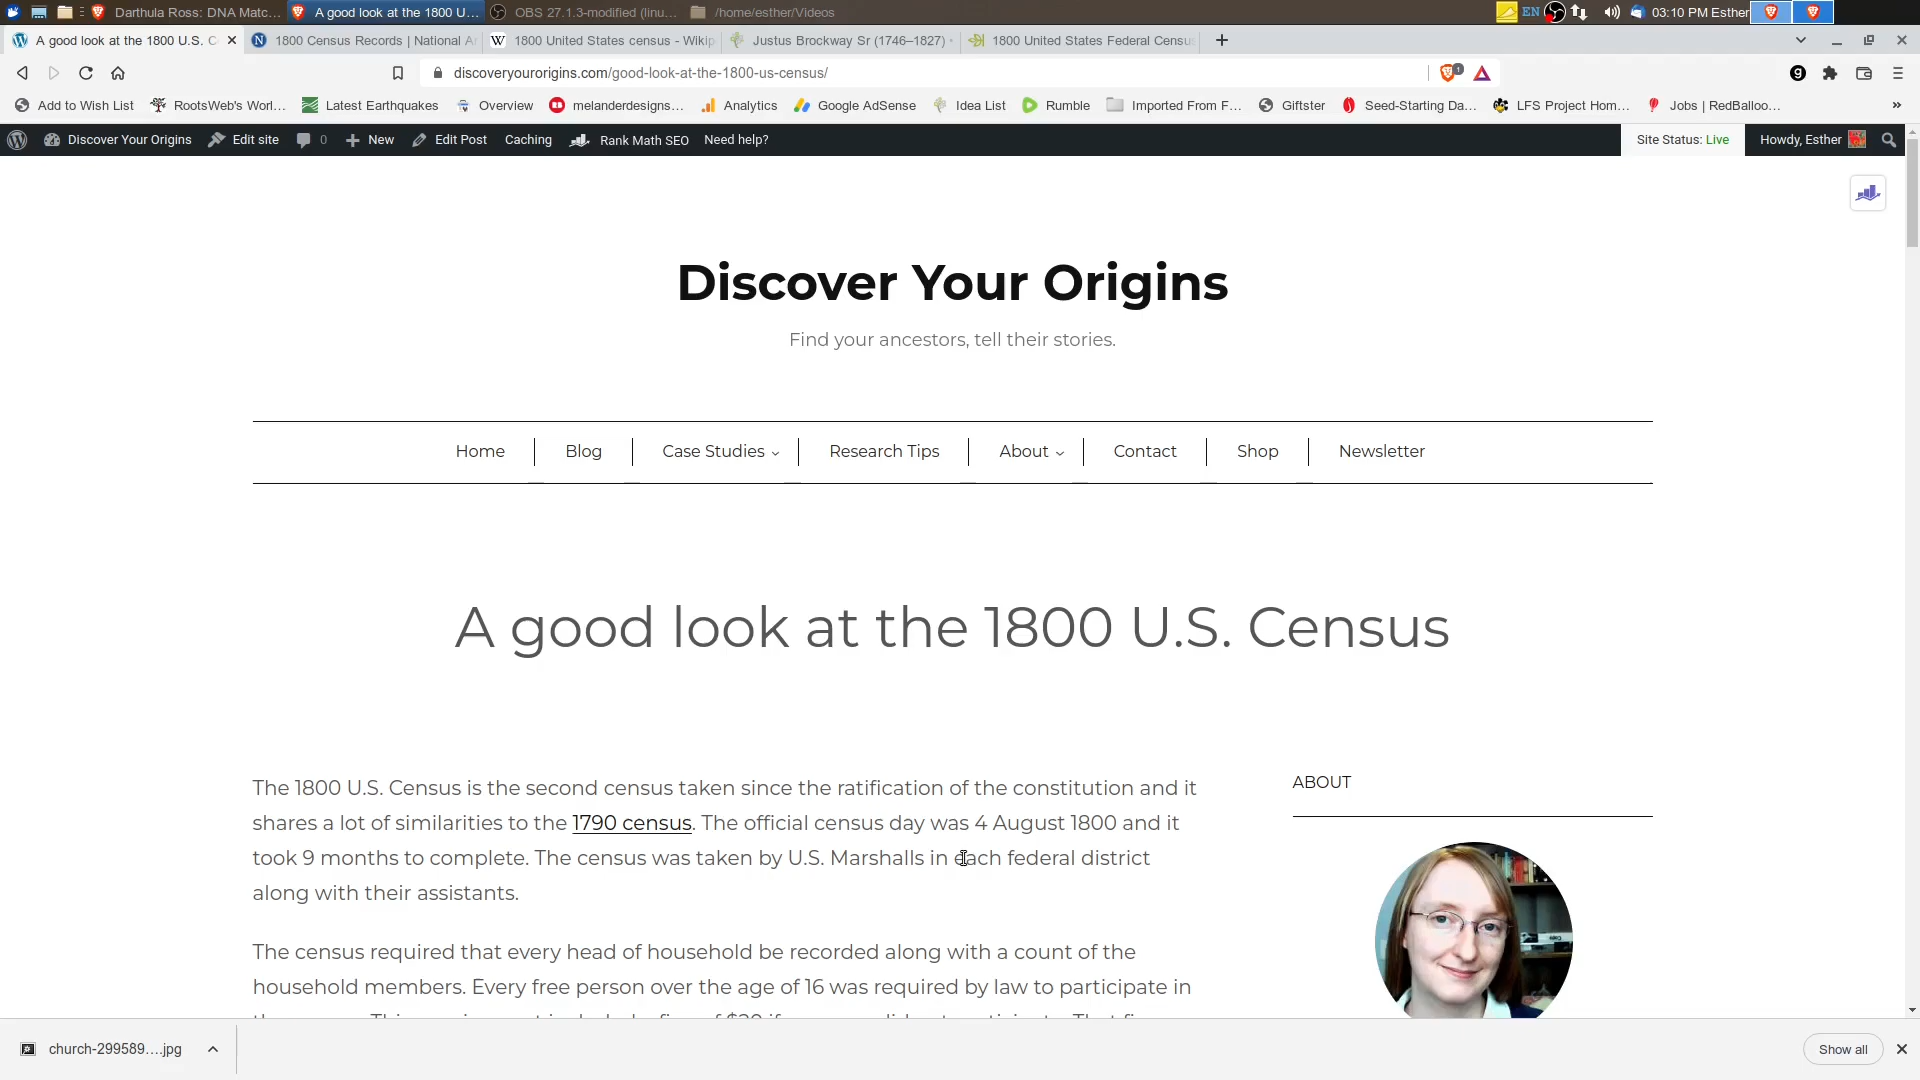 Darthula Ross: DNA Matc...
A good look at the 1800 U...
OBS 27.1.3-modified (linu...
/home/esther/Videos
EN
03:10 PM Esther
A good look at the 1800 U.S. C
1800 Census Records | National Ar
1800 United States census - Wikip
Justus Brockway Sr (1746–1827)
1800 United States Federal Censu
discoveryourorigins.com/good-look-at-the-1800-us-census/
Add to Wish List
RootsWeb's Worl...
Latest Earthquakes
Overview
melanderdesigns...
Analytics
Google AdSense
Idea List
Rumble
Imported From F...
Giftster
Seed-Starting Da...
LFS Project Hom...
Jobs | RedBalloo...
»
Discover Your Origins
Edit site
0
New
Edit Post
Caching
Rank Math SEO
Need help?
Site Status: Live
Howdy, Esther
Discover Your Origins
Find your ancestors, tell their stories.
Home
Blog
Case Studies
Research Tips
About
Contact
Shop
Newsletter
A good look at the 1800 U.S. Census
The 1800 U.S. Census is the second census taken since the ratification of the constitution and it
shares a lot of similarities to the 1790 census. The official census day was 4 August 1800 and it
took 9 months to complete. The census was taken by U.S. Marshalls in each federal district
along with their assistants.
The census required that every head of household be recorded along with a count of the
household members. Every free person over the age of 16 was required by law to participate in
ABOUT
church-299589....jpg
Show all